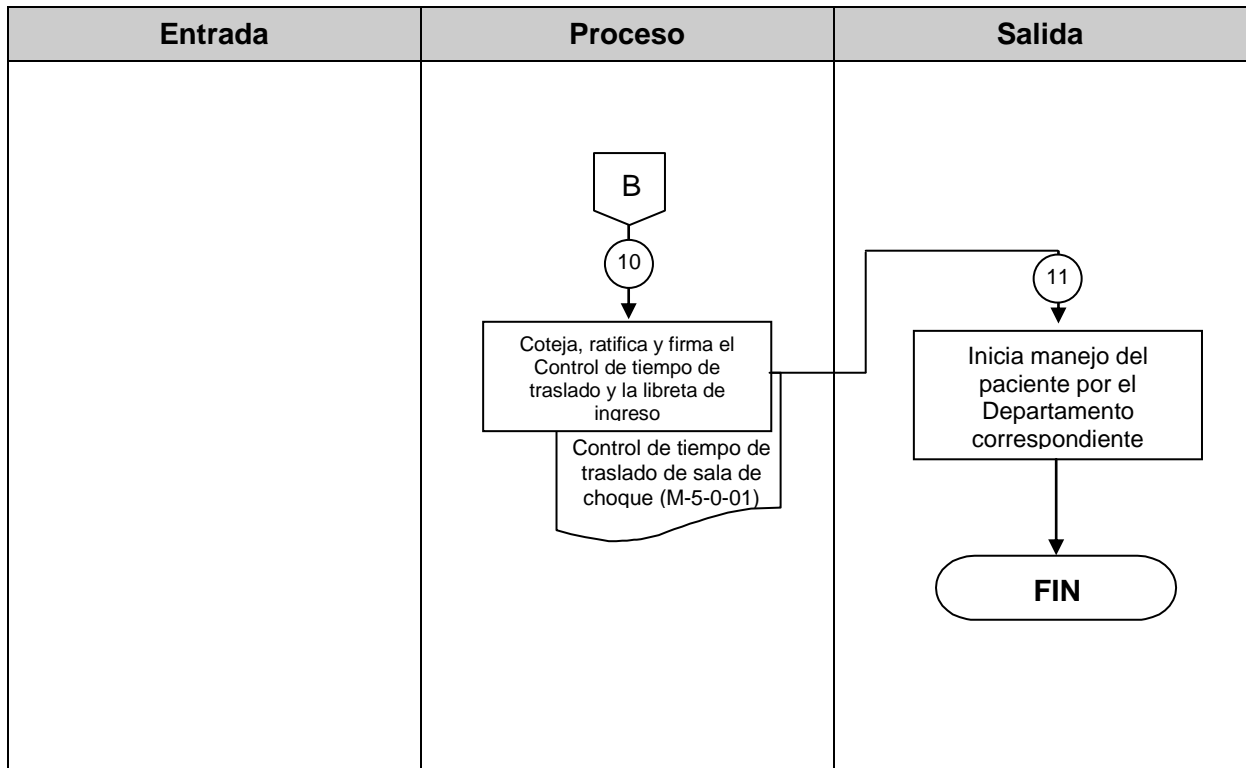 Entrada
Proceso
Salida
B
10
Coteja, ratifica y firma el
Control de tiempo de
traslado y la libreta de
ingreso
Control de tiempo de
traslado de sala de
choque (M-5-0-01)
11
Inicia manejo del
paciente por el
Departamento
correspondiente
FIN